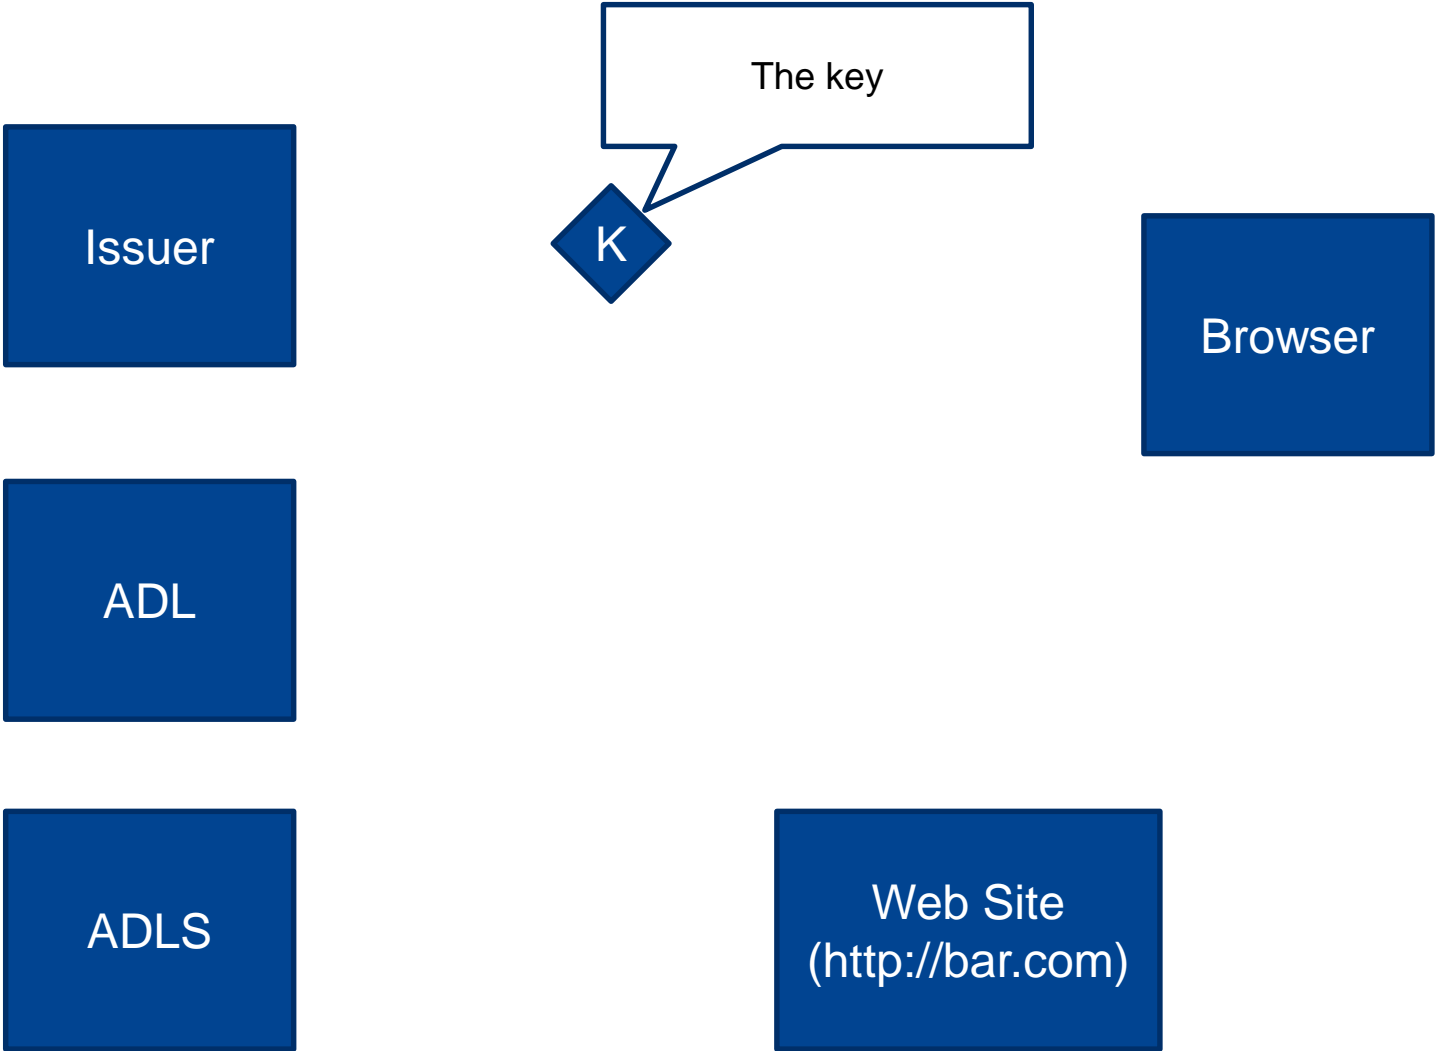 The key
Issuer
K
Browser
ADL
ADLS
Web Site
(http://bar.com)